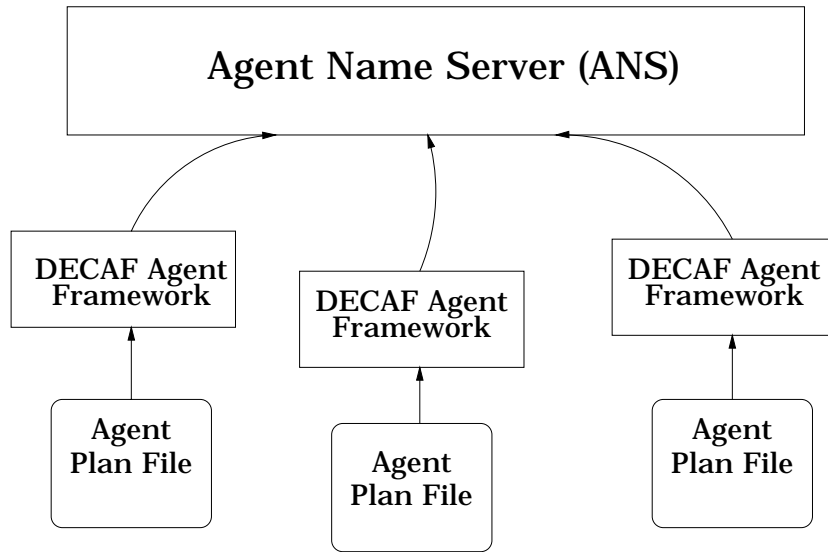 Agent Name Server (ANS)
DECAF Agent
Framework
DECAF Agent
Framework
DECAF Agent
Framework
Agent
Plan File
Agent
Plan File
Agent
Plan File